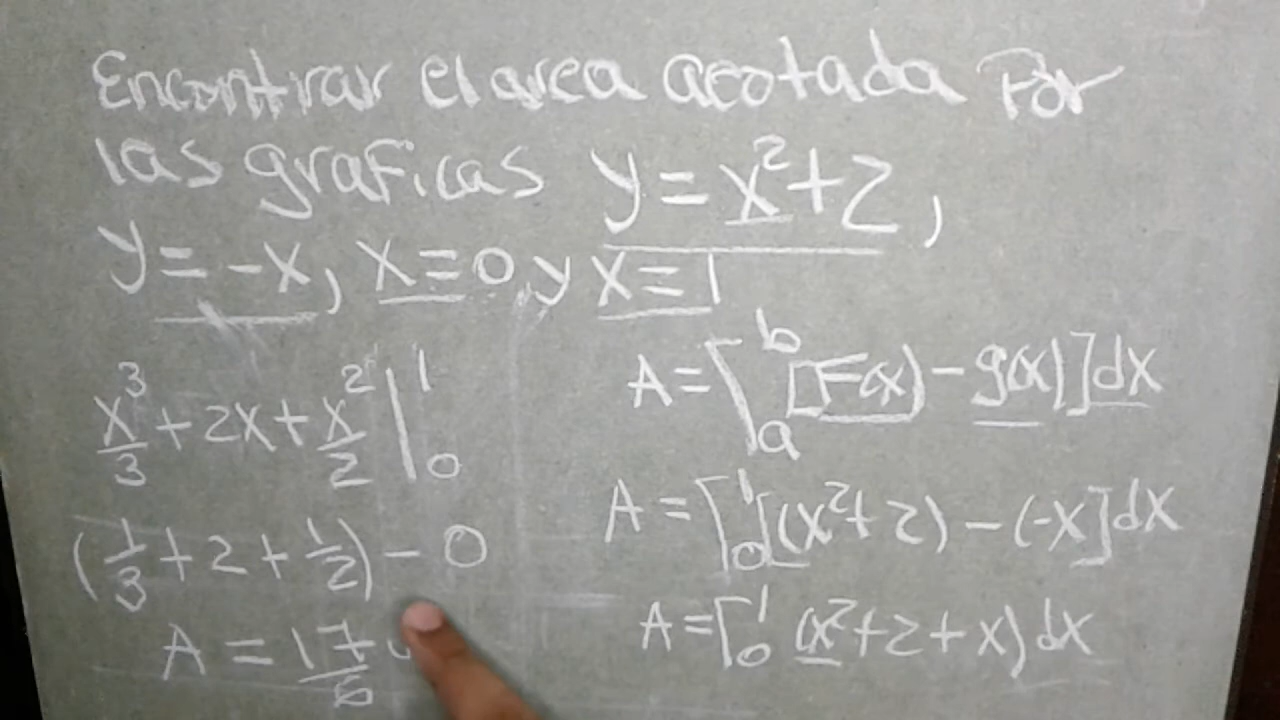 Encontrar el area acotada Por
las graficas y = x²+2,
y = -x, x=0 y x=1
x³/3 + 2x + x²/2 |₀¹
(1/3 + 2 + 1/2) - 0
A = 17/6
A = ∫ₐᵇ [F(x) - g(x)] dx
A = ∫₀¹ [(x²+2) - (-x] dx
A = ∫₀¹ (x²+2+x) dx